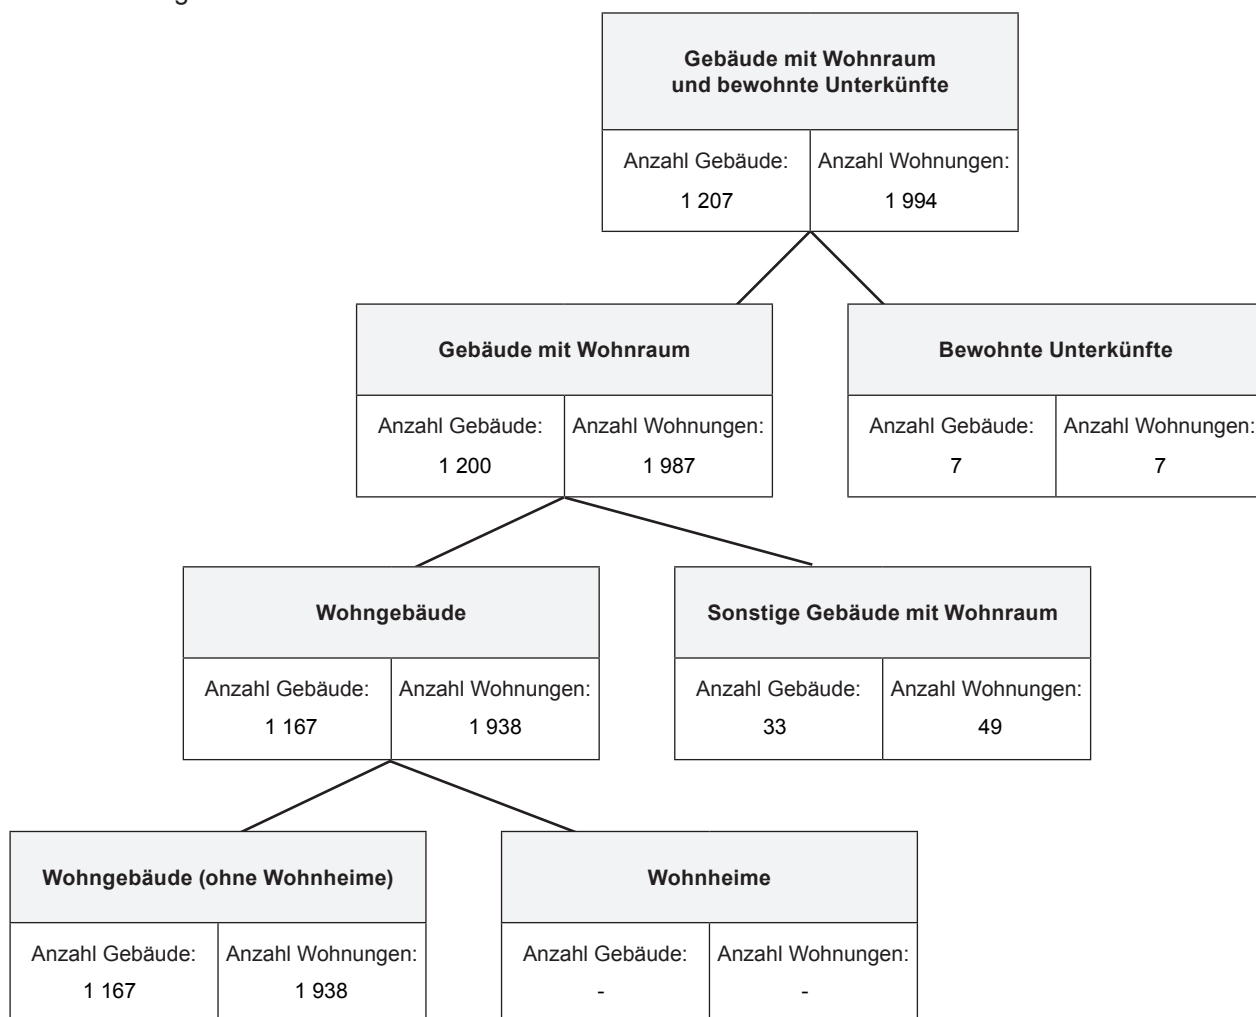 Gebäude mit Wohnraum
und bewohnte Unterkünfte
Anzahl Gebäude:
Anzahl Wohnungen:
1 207
1 994
Gebäude mit Wohnraum
Anzahl Gebäude:
Anzahl Wohnungen:
1 200
1 987
Bewohnte Unterkünfte
Anzahl Gebäude:
Anzahl Wohnungen:
7
7
Wohngebäude
Anzahl Gebäude:
Anzahl Wohnungen:
1 167
1 938
Sonstige Gebäude mit Wohnraum
Anzahl Gebäude:
Anzahl Wohnungen:
33
49
Wohngebäude (ohne Wohnheime)
Anzahl Gebäude:
Anzahl Wohnungen:
1 167
1 938
Wohnheime
Anzahl Gebäude:
Anzahl Wohnungen:
-
-